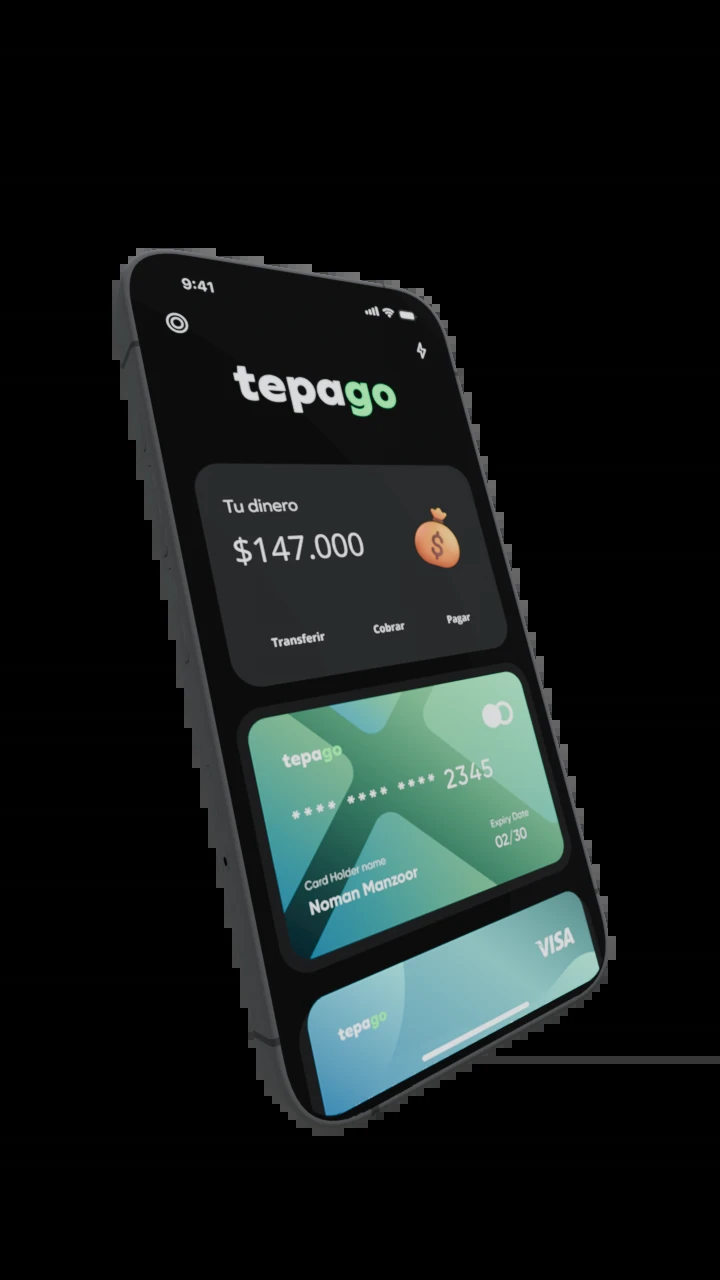 9:41
tepago
Tu dinero
$147.000
Transferir Cobrar Pagar
tepago
**** **** **** 2345
Expiry Date
02/30
Card Holder name
Noman Manzoor
VISA
tepago